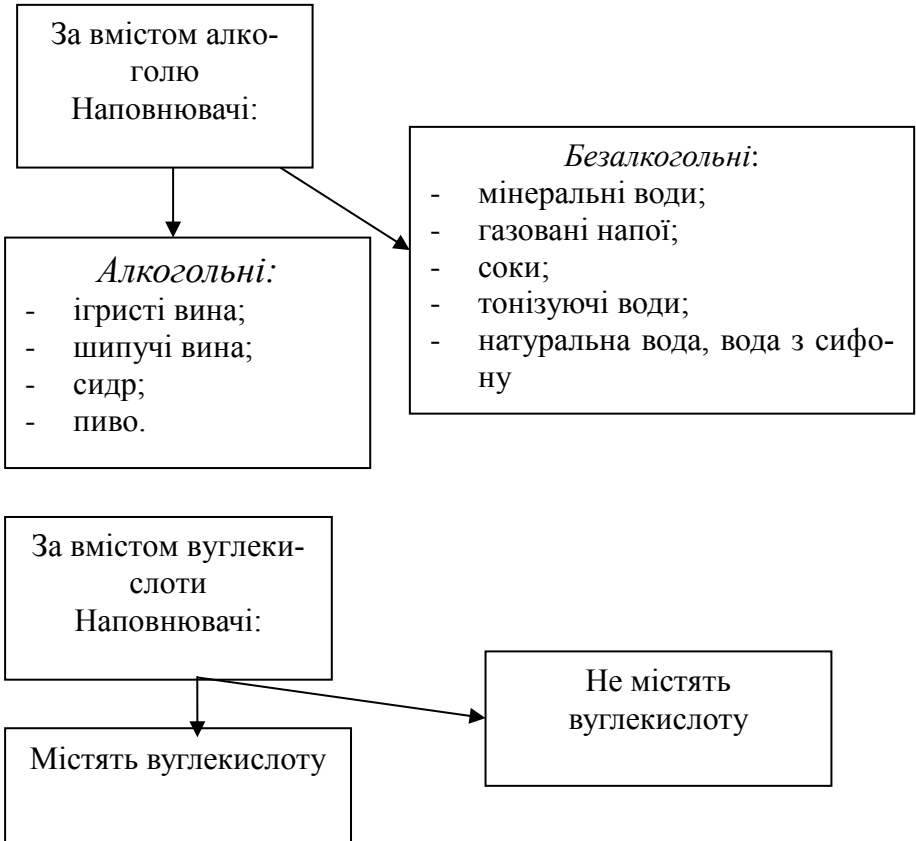 За вмістом алко-
голю
Наповнювачі:
Безалкогольні:
- мінеральні води;
- газовані напої;
- соки;
- тонізуючі води;
- натуральна вода, вода з сифо-
ну
Алкогольні:
- ігристі вина;
- шипучі вина;
- сидр;
- пиво.
За вмістом вуглеки-
слоти
Наповнювачі:
Не містять
вуглекислоту
Містять вуглекислоту